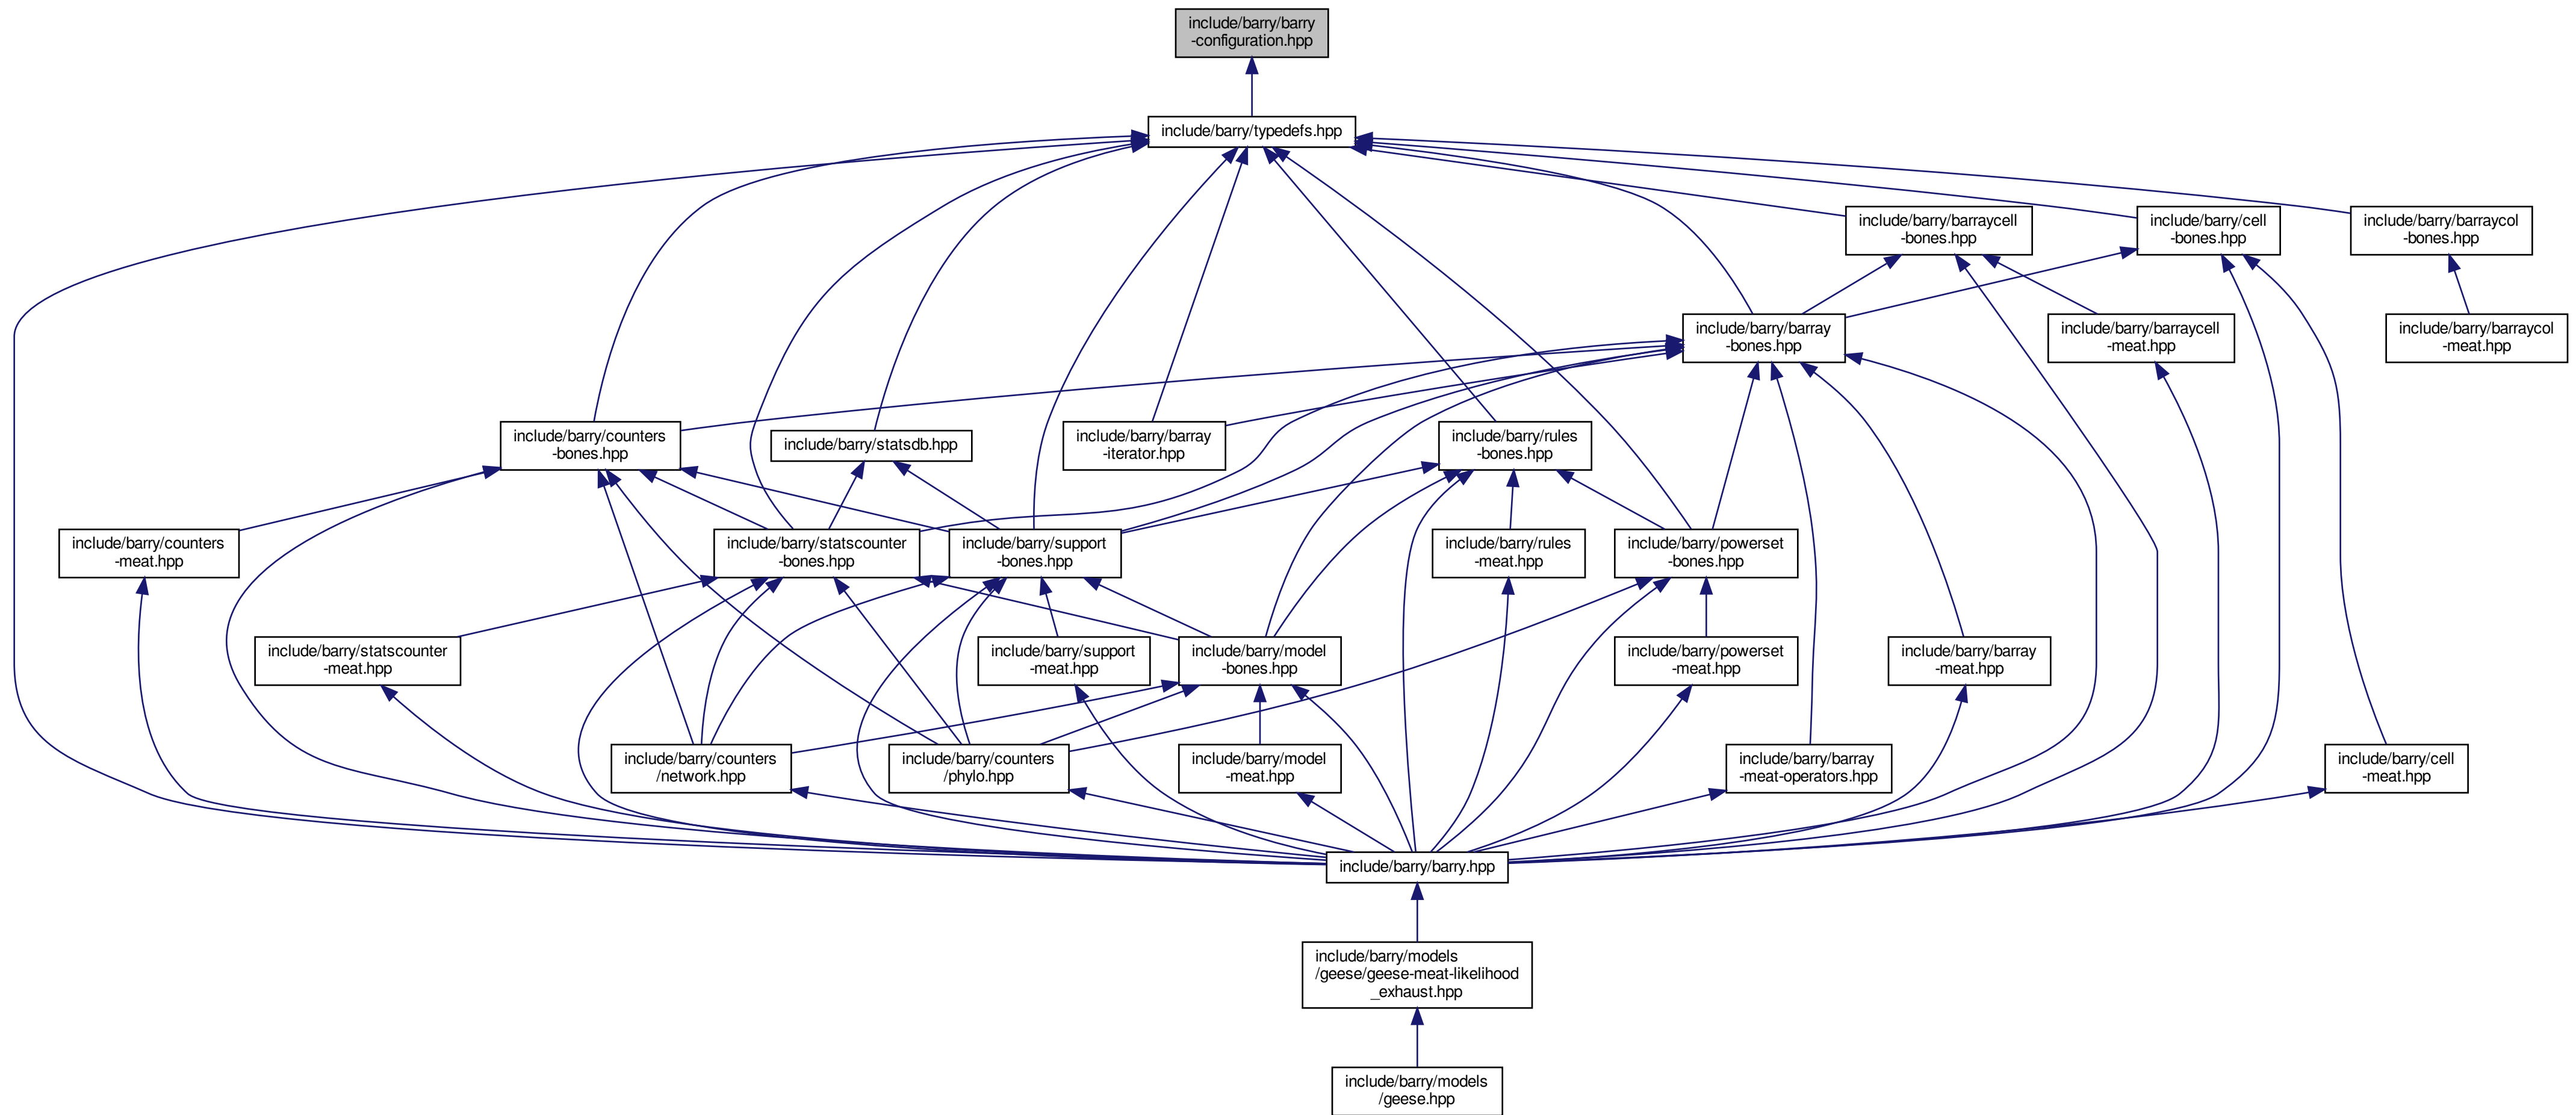 include/barry/barry
-configuration.hpp
include/barry/typedefs.hpp
include/barry/barraycell
-bones.hpp
include/barry/cell
-bones.hpp
include/barry/barraycol
-bones.hpp
include/barry/barray
-bones.hpp
include/barry/barraycell
-meat.hpp
include/barry/barraycol
-meat.hpp
include/barry/counters
-bones.hpp
include/barry/statsdb.hpp
include/barry/barray
-iterator.hpp
include/barry/rules
-bones.hpp
include/barry/counters
-meat.hpp
include/barry/statscounter
-bones.hpp
include/barry/support
-bones.hpp
include/barry/rules
-meat.hpp
include/barry/powerset
-bones.hpp
include/barry/statscounter
-meat.hpp
include/barry/support
-meat.hpp
include/barry/model
-bones.hpp
include/barry/powerset
-meat.hpp
include/barry/barray
-meat.hpp
include/barry/counters
/network.hpp
include/barry/counters
/phylo.hpp
include/barry/model
-meat.hpp
include/barry/barray
-meat-operators.hpp
include/barry/cell
-meat.hpp
include/barry/barry.hpp
include/barry/models
/geese/geese-meat-likelihood
_exhaust.hpp
include/barry/models
/geese.hpp